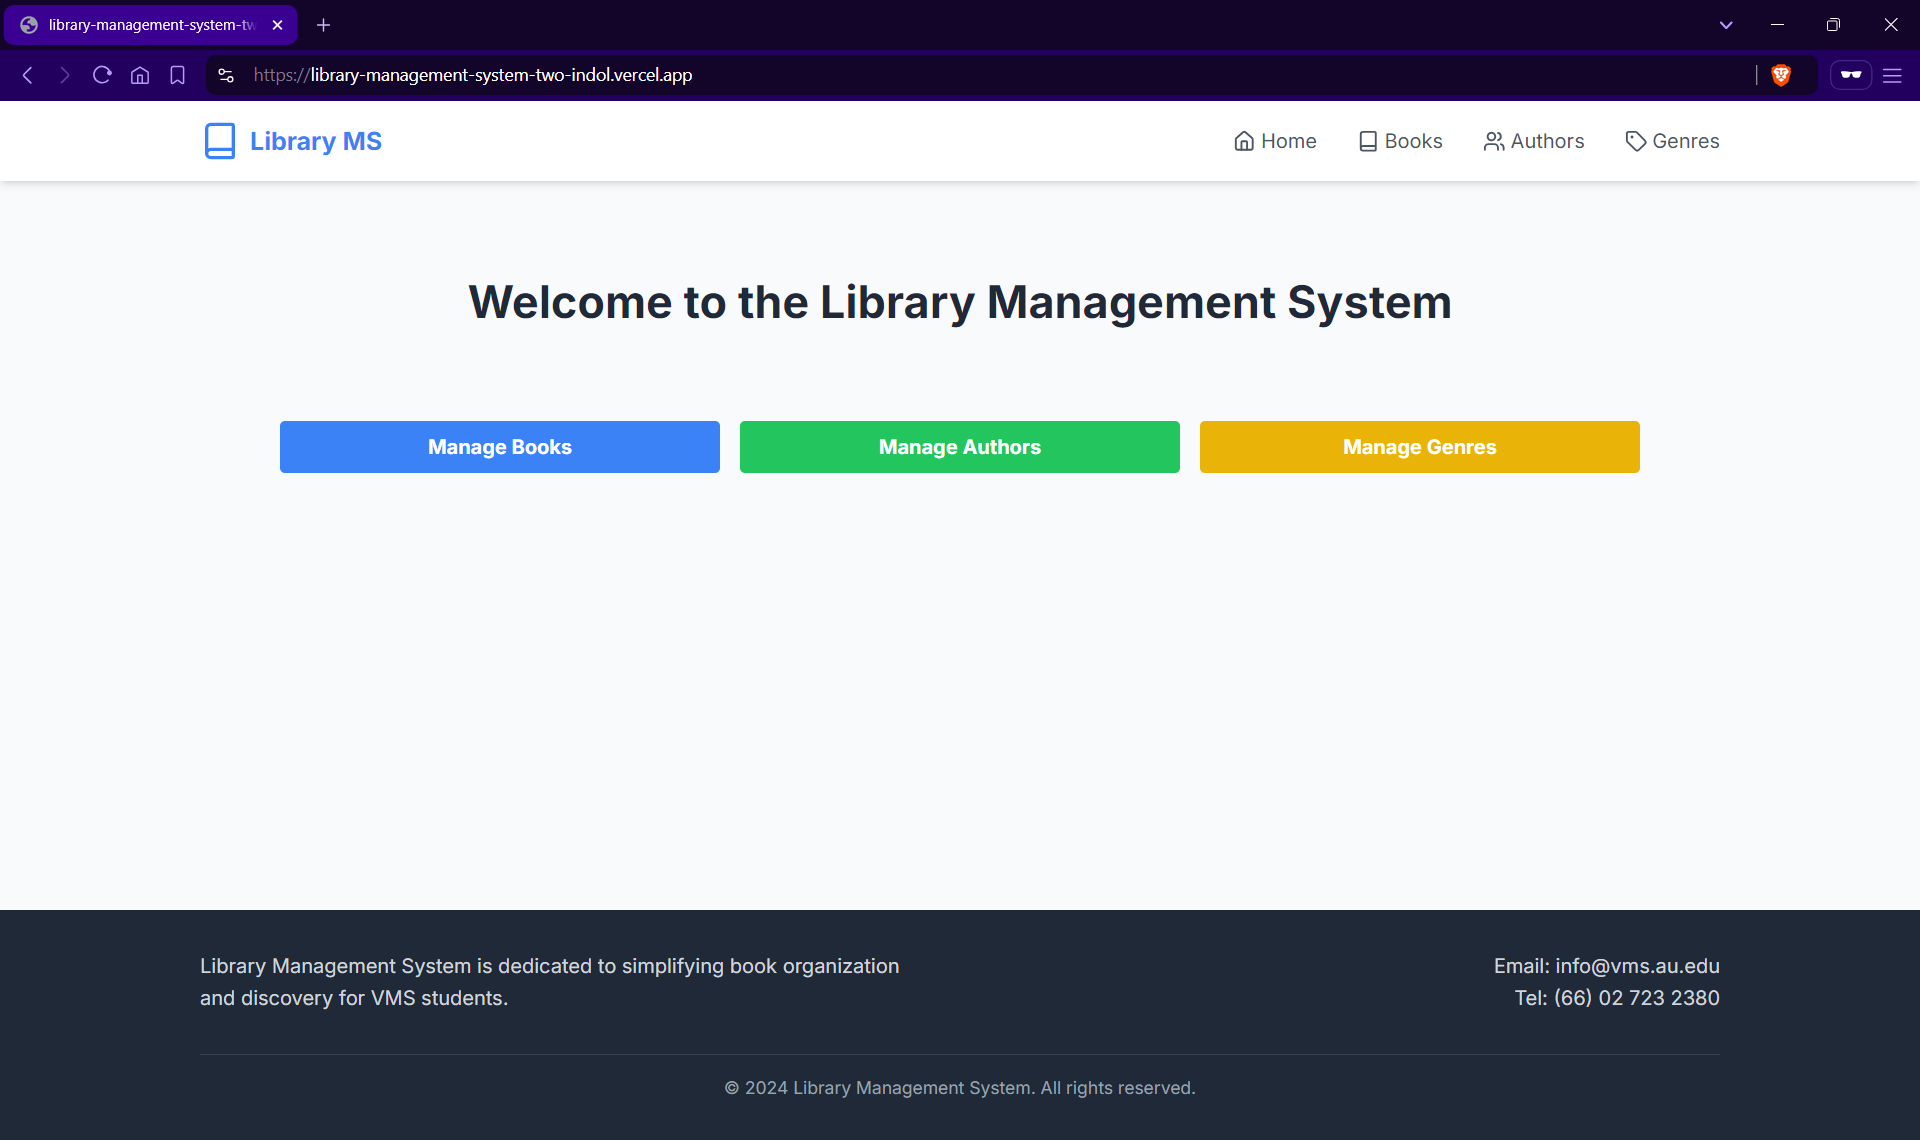 library-management-system-tw
https://library-management-system-two-indol.vercel.app
Library MS
Home
Books
Authors
Genres
Welcome to the Library Management System
Manage Books
Manage Authors
Manage Genres
Library Management System is dedicated to simplifying book organization
and discovery for VMS students.
Email: info@vms.au.edu
Tel: (66) 02 723 2380
© 2024 Library Management System. All rights reserved.